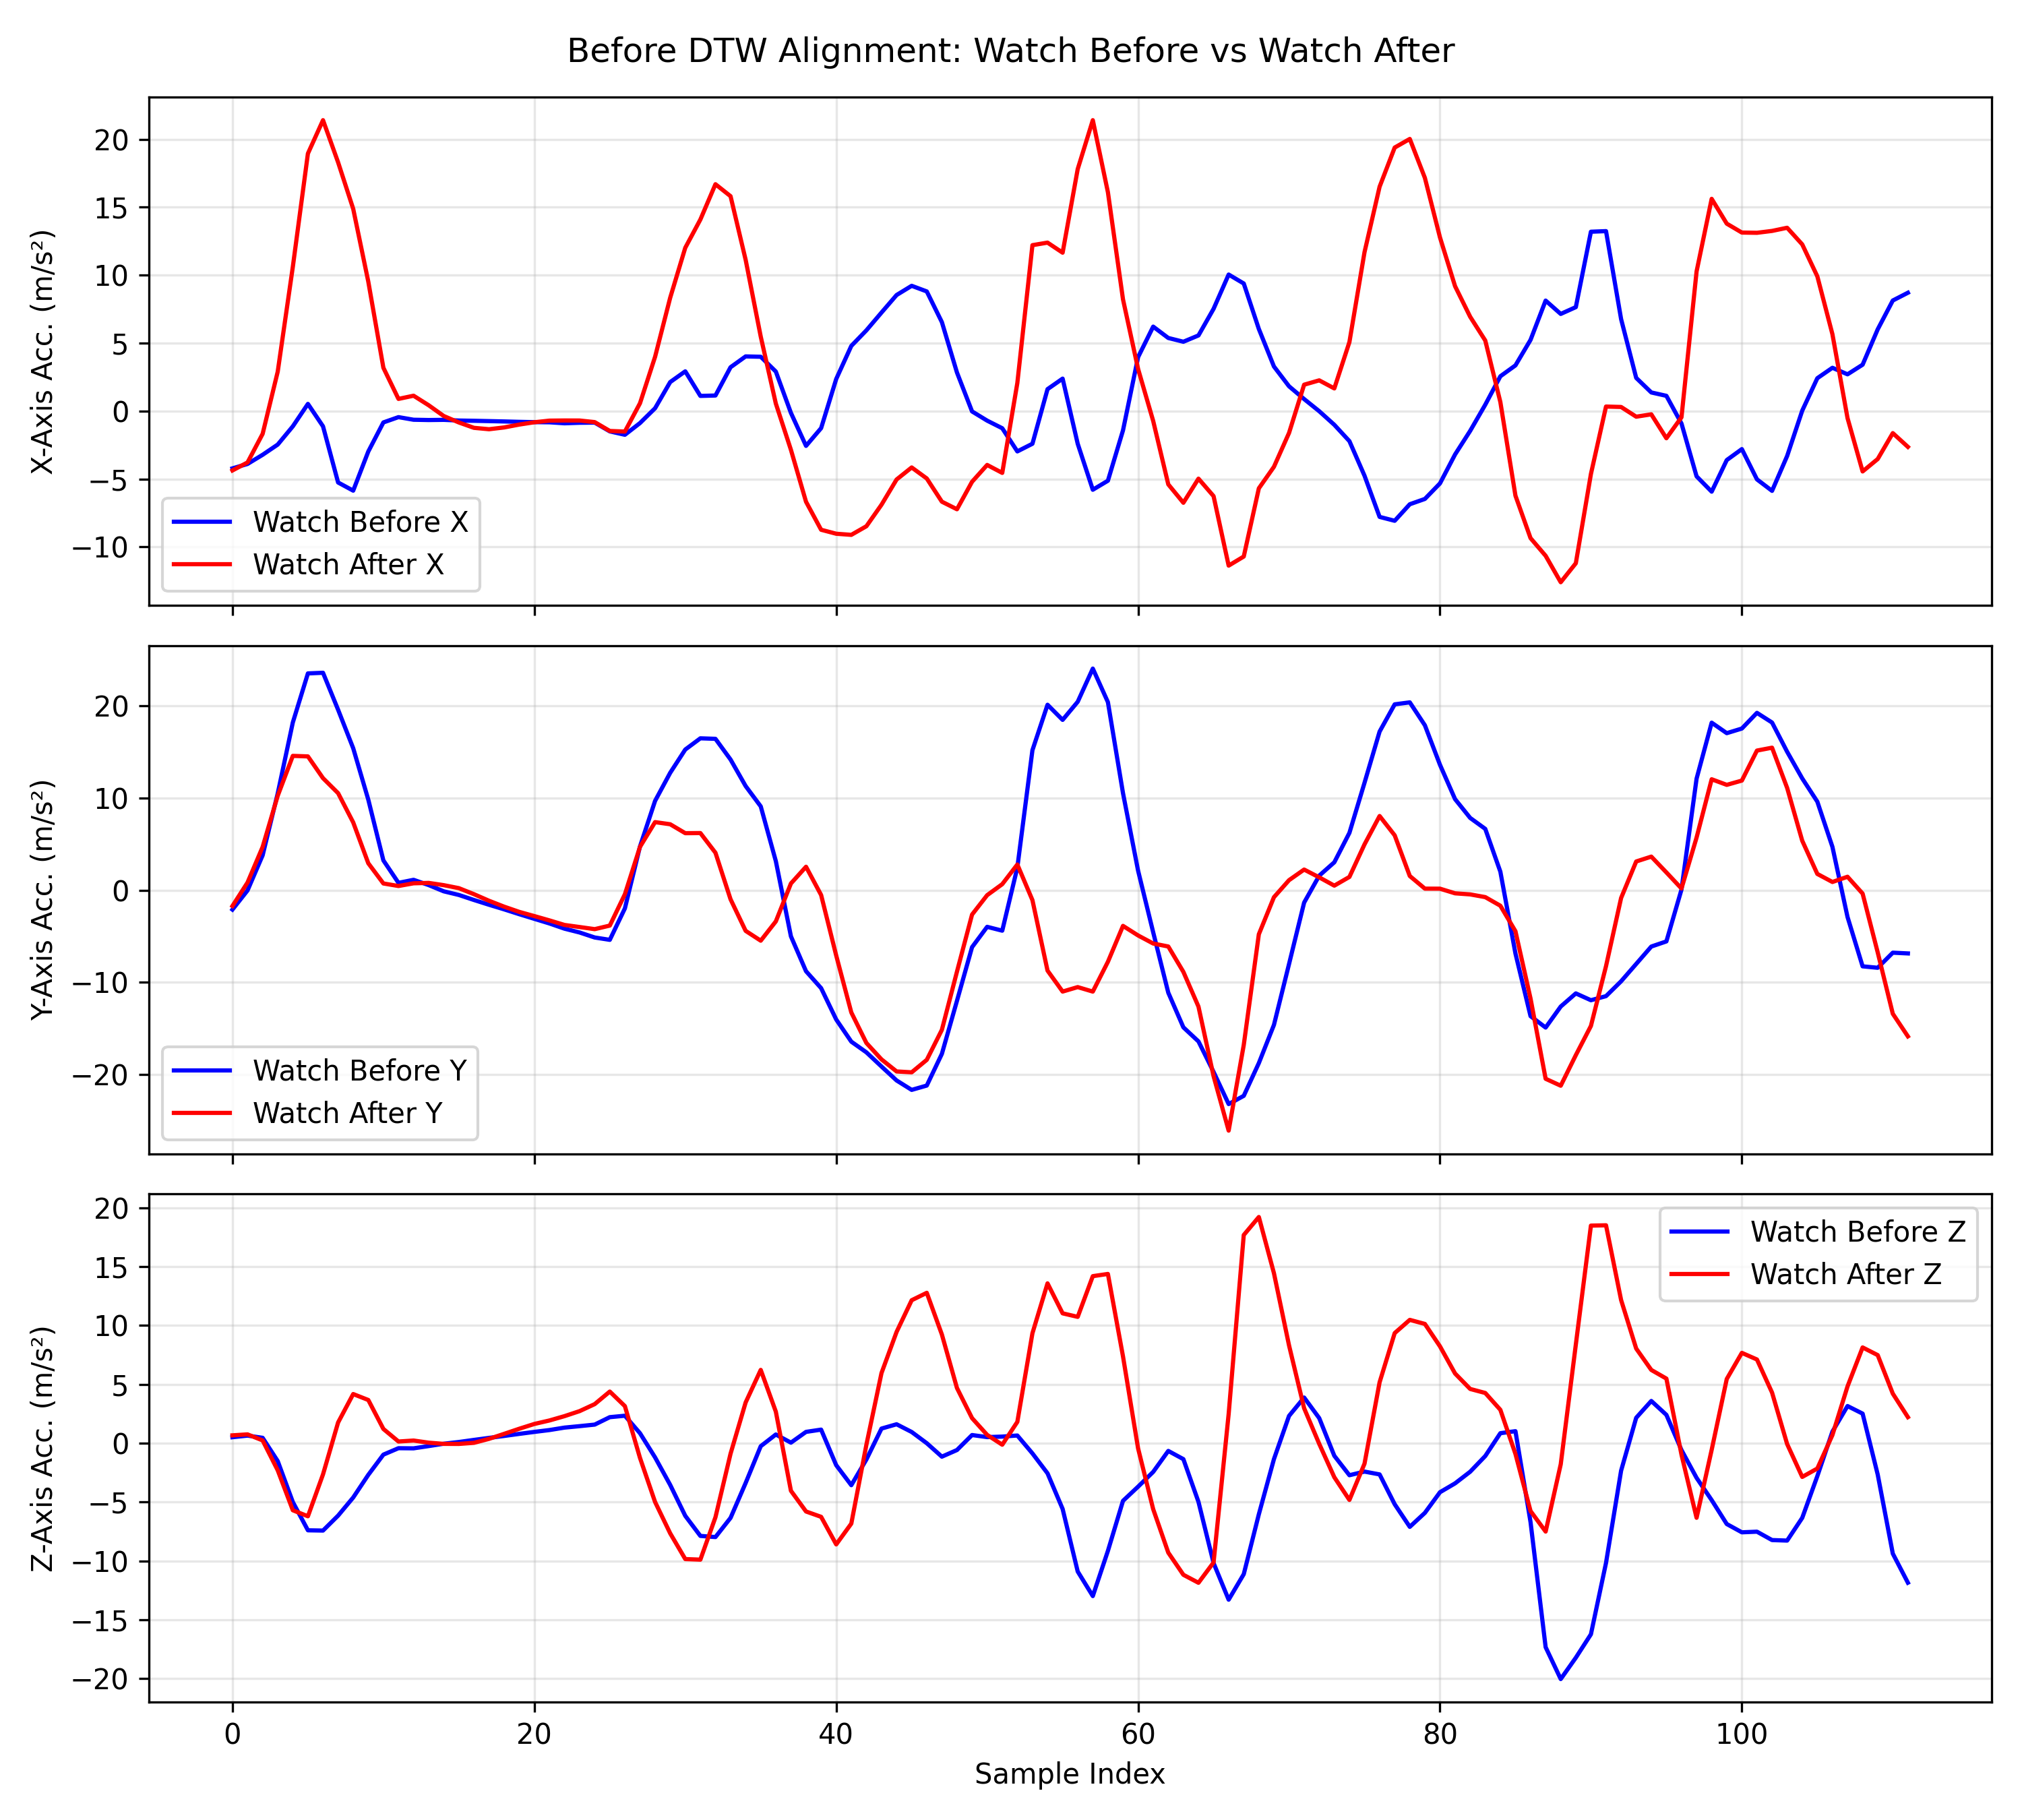 Before DTW Alignment: Watch Before vs Watch After
X-Axis Acc. (m/s²)
20
15
10
5
0
−5
−10
Watch Before X
Watch After X
Y-Axis Acc. (m/s²)
20
10
0
−10
−20
Watch Before Y
Watch After Y
Z-Axis Acc. (m/s²)
20
15
10
5
0
−5
−10
−15
−20
Watch Before Z
Watch After Z
0 20 40 60 80 100
Sample Index